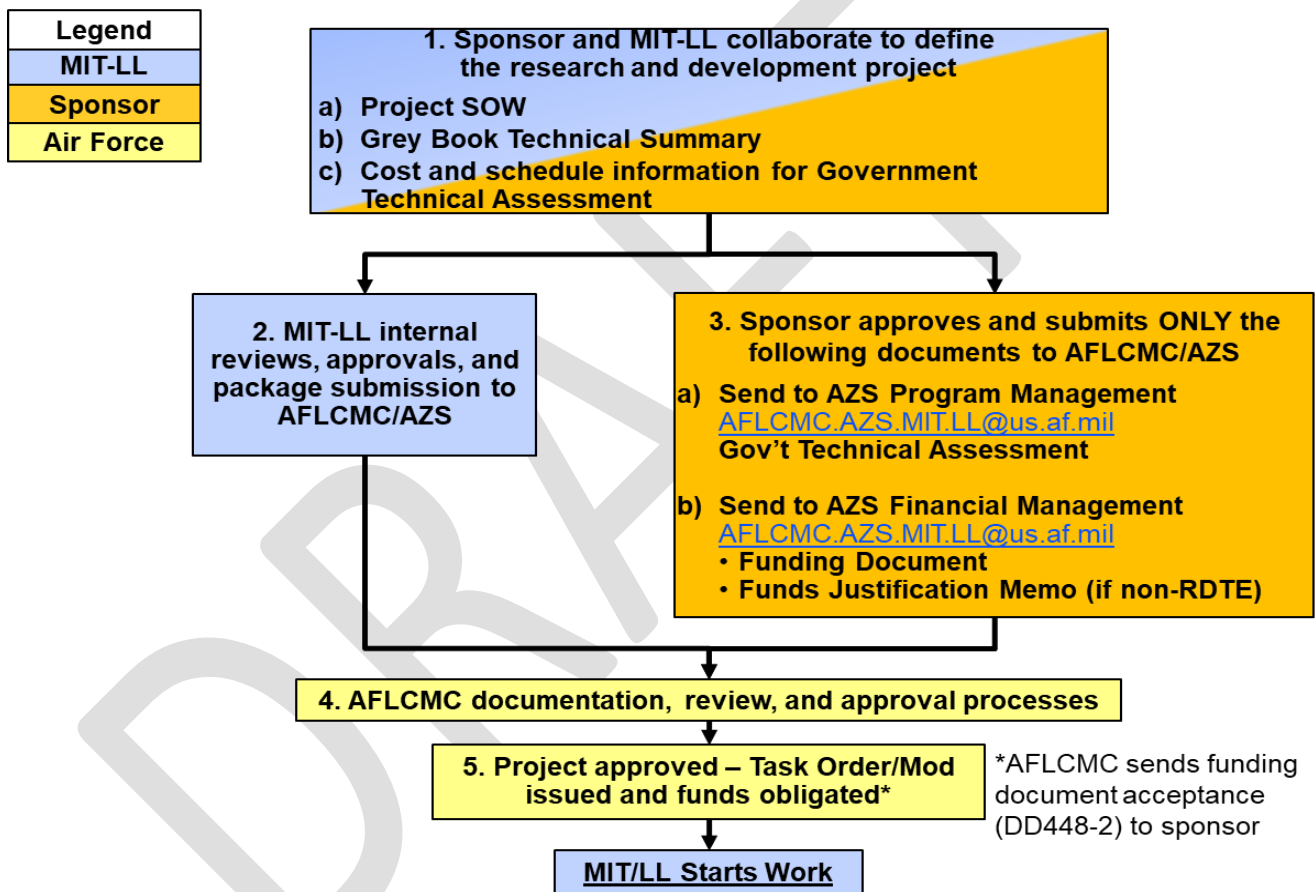 Legend
MIT-LL
Sponsor
Air Force
1. Sponsor and MIT-LL collaborate to define
the research and development project
a) Project SOW
b) Grey Book Technical Summary
c) Cost and schedule information for Government
Technical Assessment
2. MIT-LL internal
reviews, approvals, and
package submission to
AFLCMC/AZS
3. Sponsor approves and submits ONLY the
following documents to AFLCMC/AZS
a) Send to AZS Program Management
AFLCMC.AZS.MIT.LL@us.af.mil
Gov't Technical Assessment
b) Send to AZS Financial Management
AFLCMC.AZS.MIT.LL@us.af.mil
• Funding Document
• Funds Justification Memo (if non-RDTE)
4. AFLCMC documentation, review, and approval processes
5. Project approved – Task Order/Mod
issued and funds obligated*
*AFLCMC sends funding
document acceptance
(DD448-2) to sponsor
MIT/LL Starts Work
DRAFT